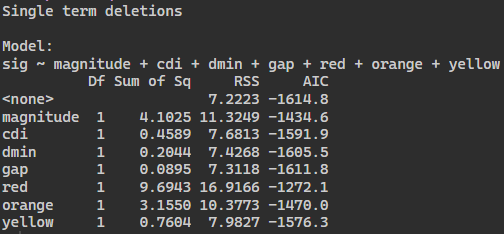 Single term deletions

Model:
sig ~ magnitude + cdi + dmin + gap + red + orange + yellow
          Df Sum of Sq     RSS     AIC
<none>                  7.2223 -1614.8
magnitude  1    4.1025 11.3249 -1434.6
cdi        1    0.4589  7.6813 -1591.9
dmin       1    0.2044  7.4268 -1605.5
gap        1    0.0895  7.3118 -1611.8
red        1    9.6943 16.9166 -1272.1
orange     1    3.1550 10.3773 -1470.0
yellow     1    0.7604  7.9827 -1576.3